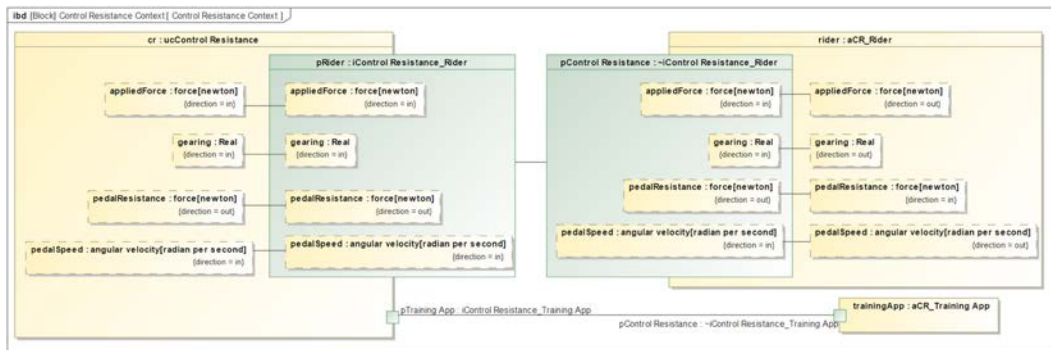 ibd [Block] Control Resistance Context [ Control Resistance Context ]
cr : ucControl Resistance
rider : aCR_Rider
pRider : iControl Resistance_Rider
pControl Resistance : ~iControl Resistance_Rider
appliedForce : force[newton]
{direction = in}
appliedForce : force[newton]
{direction = in}
appliedForce : force[newton]
{direction = in}
appliedForce : force[newton]
{direction = out}
gearing : Real
{direction = in}
gearing : Real
{direction = in}
gearing : Real
{direction = in}
gearing : Real
{direction = out}
pedalResistance : force[newton]
{direction = out}
pedalResistance : force[newton]
{direction = out}
pedalResistance : force[newton]
{direction = out}
pedalResistance : force[newton]
{direction = in}
pedalSpeed : angular velocity[radian per second]
{direction = in}
pedalSpeed : angular velocity[radian per second]
{direction = in}
pedalSpeed : angular velocity[radian per second]
{direction = in}
pedalSpeed : angular velocity[radian per second]
{direction = out}
pTraining App : iControl Resistance_Training App
pControl Resistance : ~iControl Resistance_Training App
trainingApp : aCR_Training App